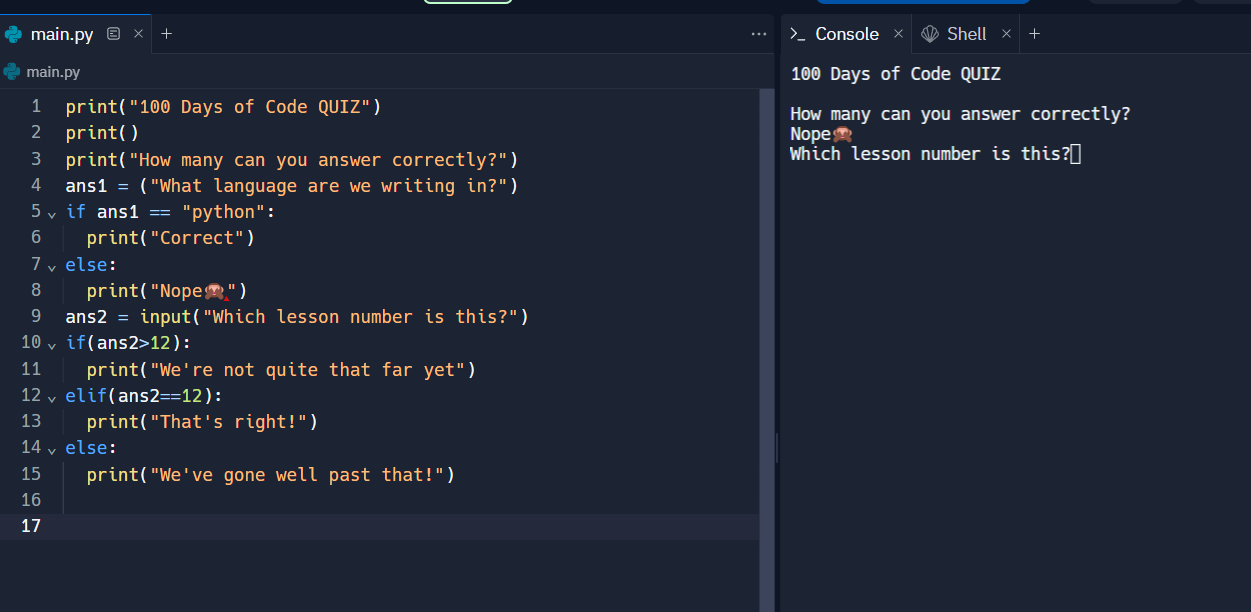 main.py
main.py
1 print("100 Days of Code QUIZ")
2 print()
3 print("How many can you answer correctly?")
4 ans1 = ("What language are we writing in?")
5 if ans1 == "python":
6   print("Correct")
7 else:
8   print("Nope🙈")
9 ans2 = input("Which lesson number is this?")
10 if(ans2>12):
11   print("We're not quite that far yet")
12 elif(ans2==12):
13   print("That's right!")
14 else:
15   print("We've gone well past that!")
16
17
Console
Shell
100 Days of Code QUIZ
How many can you answer correctly?
Nope🙈
Which lesson number is this?